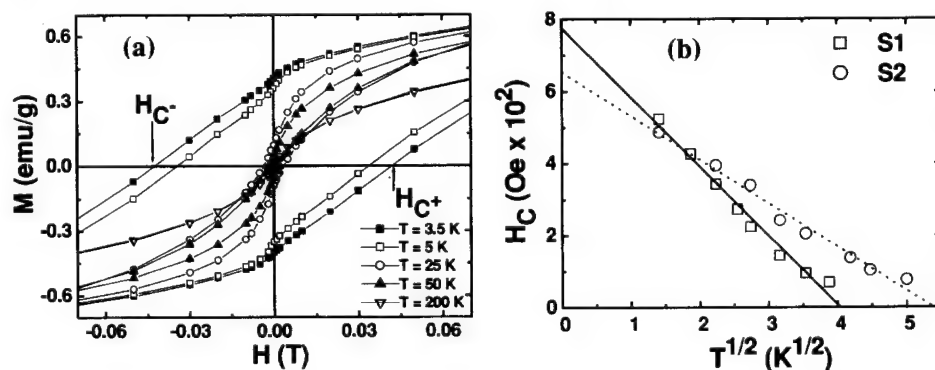 (a)
M (emu/g)
0.6
0.3
0.0
-0.3
-0.6
H_C-
H_C+
T = 3.5 K
T = 5 K
T = 25 K
T = 50 K
T = 200 K
-0.06 -0.03 0.00 0.03 0.06
H (T)
(b)
S1
S2
H_C (Oe x 10^2)
8
6
4
2
0
0 1 2 3 4 5
T^1/2 (K^1/2)